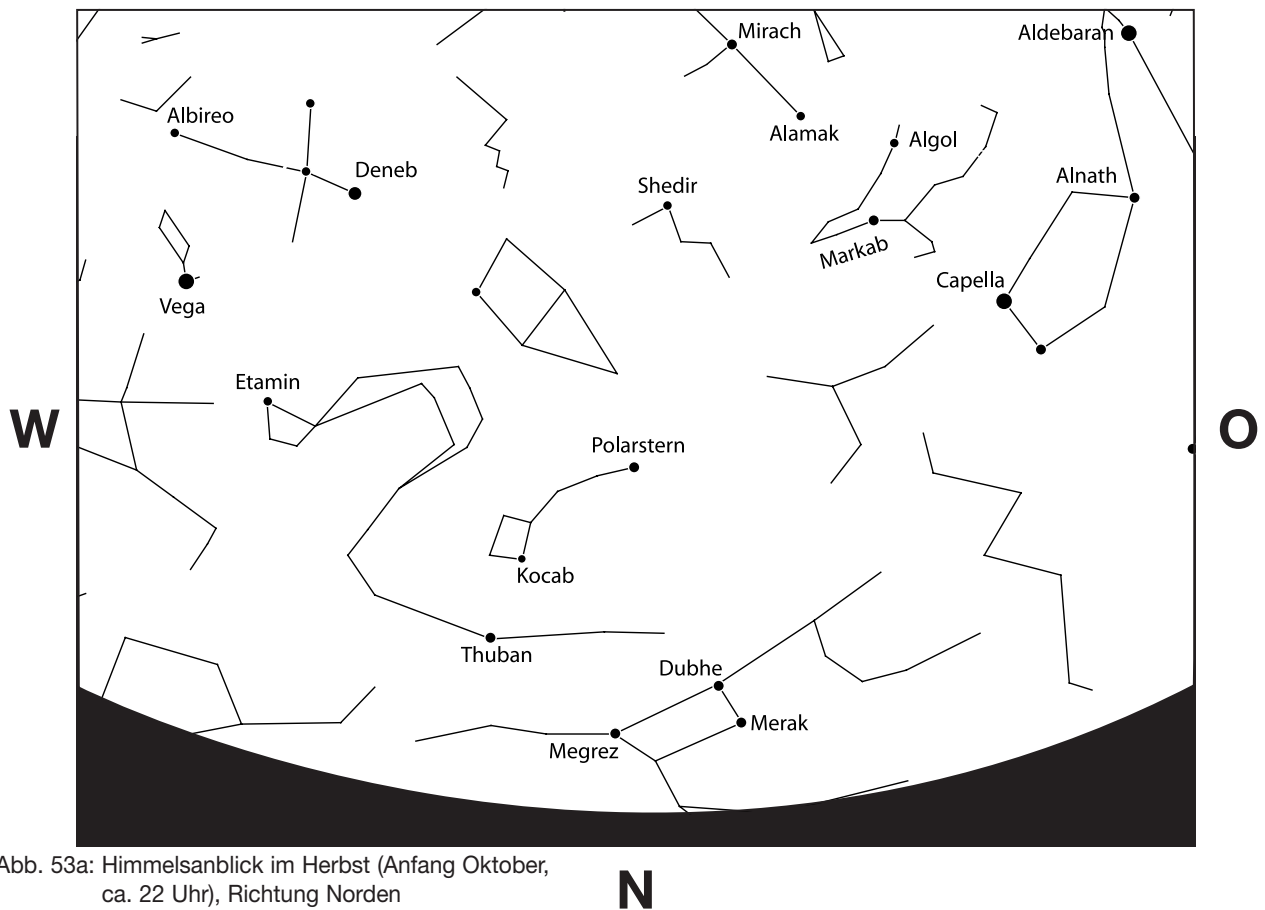 Mirach
Aldebaran
Albireo
Alamak
Algol
Deneb
Alnath
Shedir
Markab
Capella
Vega
Etamin
W
O
Polarstern
Kocab
Thuban
Dubhe
Merak
Megrez
Abb. 53a: Himmelsanblick im Herbst (Anfang Oktober,
ca. 22 Uhr), Richtung Norden
N